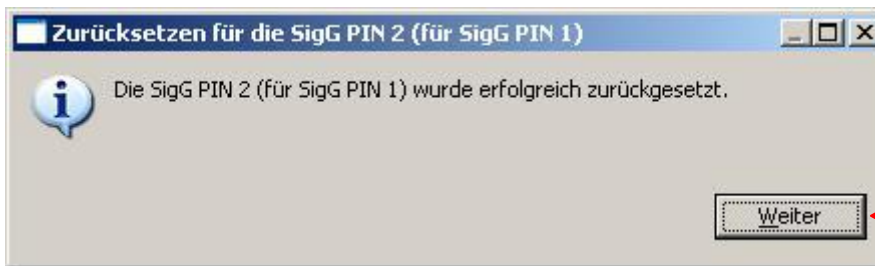 Zurücksetzen für die SigG PIN 2 (für SigG PIN 1)
Die SigG PIN 2 (für SigG PIN 1) wurde erfolgreich zurückgesetzt.
Weiter